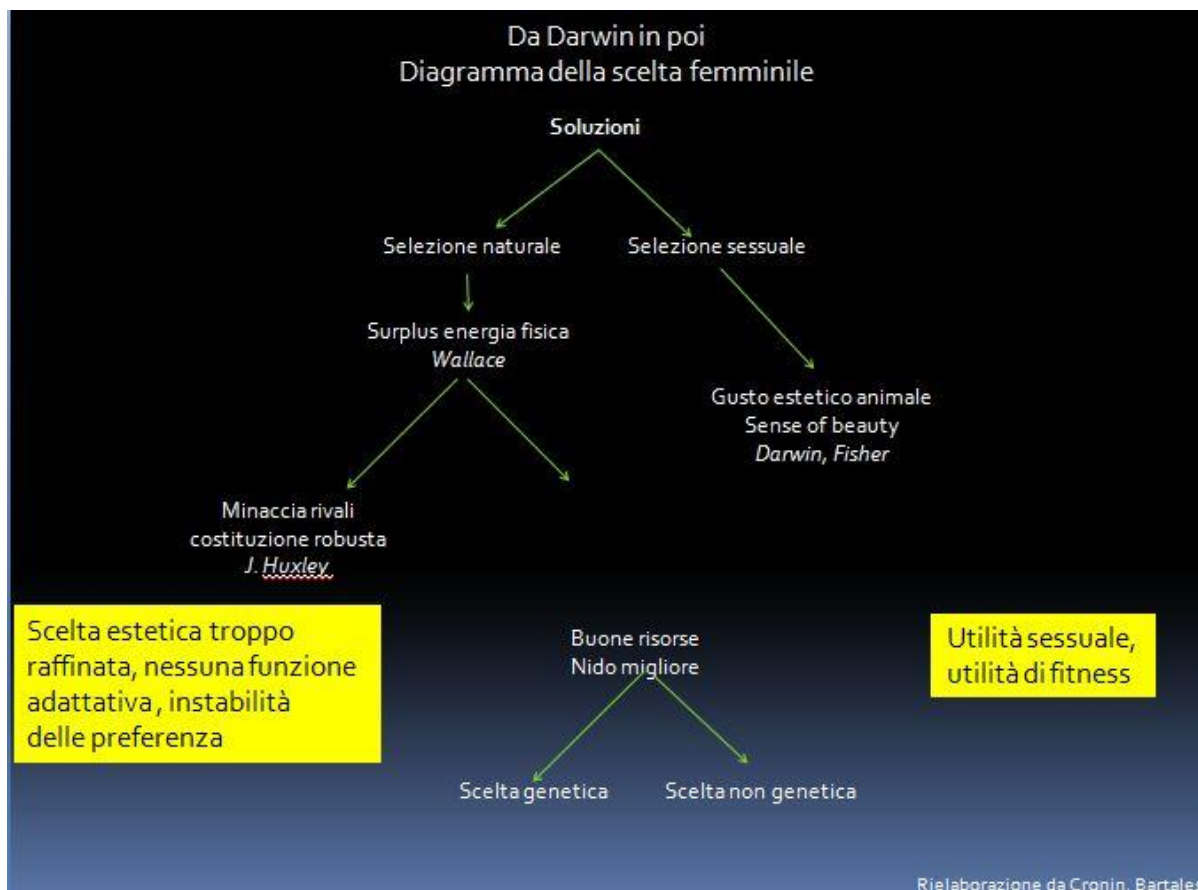 Da Darwin in poi
Diagramma della scelta femminile
Soluzioni
Selezione naturale
Selezione sessuale
Surplus energia fisica
Wallace
Gusto estetico animale
Sense of beauty
Darwin, Fisher
Minaccia rivali
costituzione robusta
J. Huxley
Scelta estetica troppo
raffinata, nessuna funzione
adattativa , instabilità
delle preferenza
Buone risorse
Nido migliore
Utilità sessuale,
utilità di fitness
Scelta genetica
Scelta non genetica
Rielaborazione da Cronin,